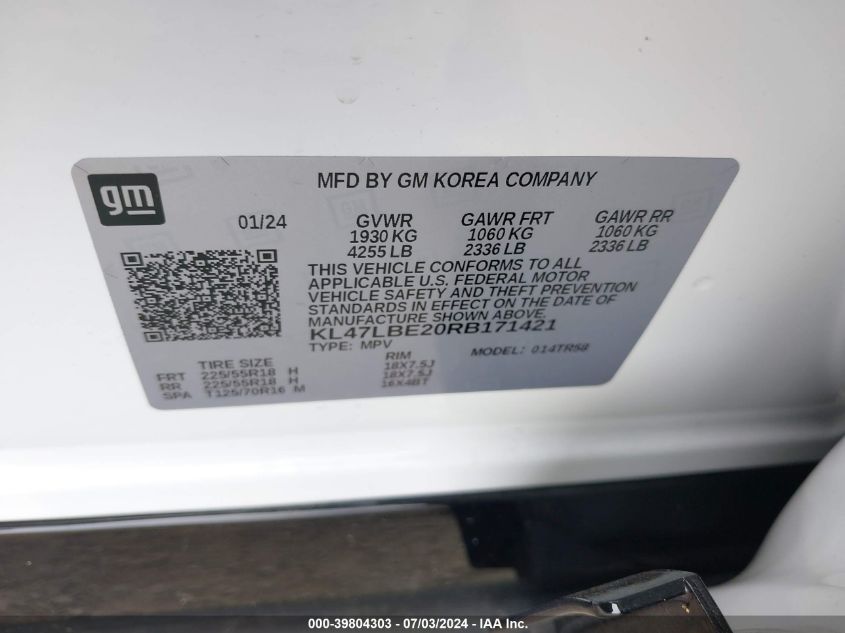 gm
MFD BY GM KOREA COMPANY
01/24
GVWR GAWR FRT GAWR RR
1930 KG 1060 KG 1060 KG
4255 LB 2336 LB 2336 LB
THIS VEHICLE CONFORMS TO ALL
APPLICABLE U.S. FEDERAL MOTOR
VEHICLE SAFETY AND THEFT PREVENTION
STANDARDS IN EFFECT ON THE DATE OF
MANUFACTURE SHOWN ABOVE.
KL47LBE20RB171421
TYPE: MPV MODEL: 014TR58
TIRE SIZE RIM
FRT 225/55R18 H 18X7.5J
RR 225/55R18 H 18X7.5J
SPA T125/70R16 M 16X4BT
000-39804303 - 07/03/2024 - IAA Inc.